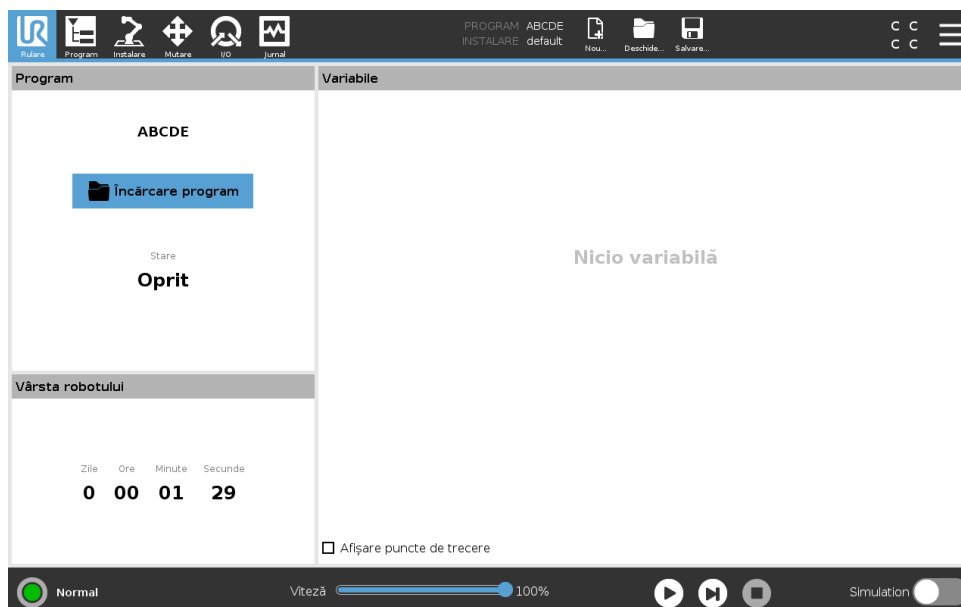 UR
Rulare Program Instalare Mutare I/O Jurnal
PROGRAM ABCDE
INSTALARE default
Nou... Deschide... Salvare...
C C
C C
Program
Variabile
ABCDE
Încărcare program
Stare
Oprit
Nicio variabilă
Vârsta robotului
Zile Ore Minute Secunde
0 00 01 29
Afișare puncte de trecere
Normal
Viteză 100%
Simulation